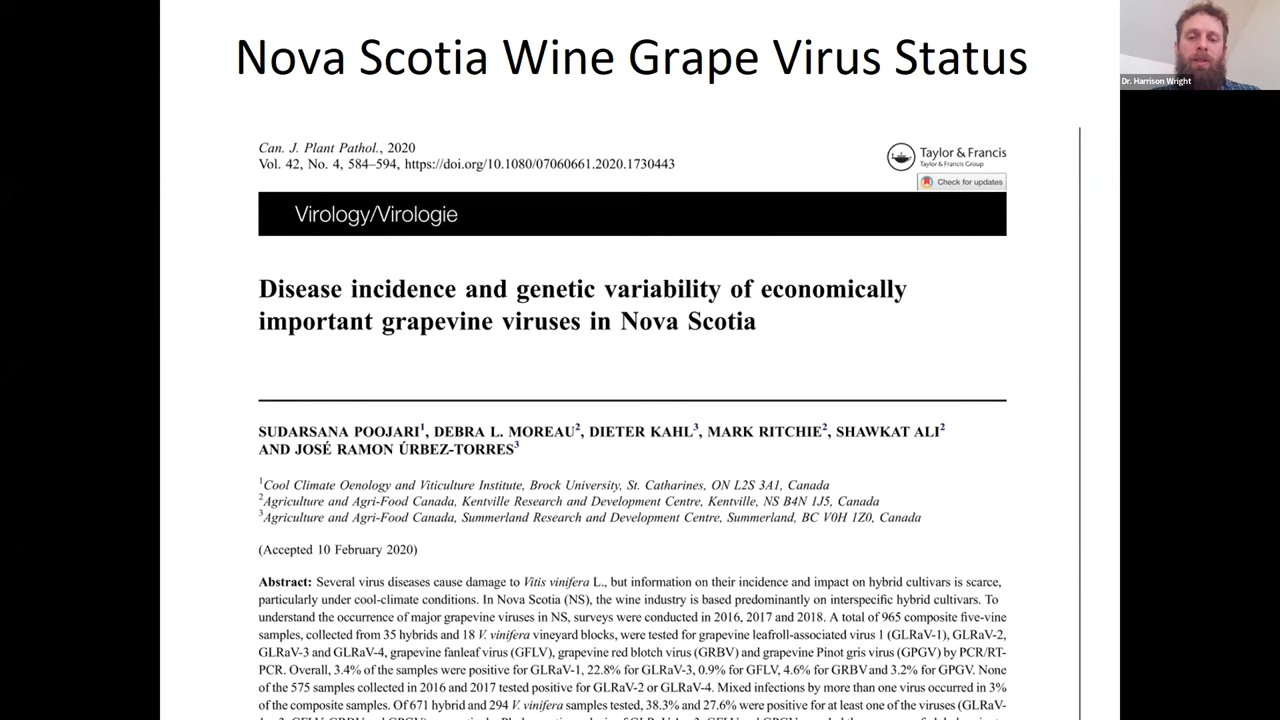 Nova Scotia Wine Grape Virus Status
Dr. Harrison Wright
Can. J. Plant Pathol., 2020
Vol. 42, No. 4, 584–594, https://doi.org/10.1080/07060661.2020.1730443
Taylor & Francis
Taylor & Francis Group
Check for updates
Virology/Virologie
Disease incidence and genetic variability of economically
important grapevine viruses in Nova Scotia
SUDARSANA POOJARI1, DEBRA L. MOREAU2, DIETER KAHL3, MARK RITCHIE2, SHAWKAT ALI2
AND JOSÉ RAMON ÚRBEZ-TORRES3
1Cool Climate Oenology and Viticulture Institute, Brock University, St. Catharines, ON L2S 3A1, Canada
2Agriculture and Agri-Food Canada, Kentville Research and Development Centre, Kentville, NS B4N 1J5, Canada
3Agriculture and Agri-Food Canada, Summerland Research and Development Centre, Summerland, BC V0H 1Z0, Canada
(Accepted 10 February 2020)
Abstract: Several virus diseases cause damage to Vitis vinifera L., but information on their incidence and impact on hybrid cultivars is scarce,
particularly under cool-climate conditions. In Nova Scotia (NS), the wine industry is based predominantly on interspecific hybrid cultivars. To
understand the occurrence of major grapevine viruses in NS, surveys were conducted in 2016, 2017 and 2018. A total of 965 composite five-vine
samples, collected from 35 hybrids and 18 V. vinifera vineyard blocks, were tested for grapevine leafroll-associated virus 1 (GLRaV-1), GLRaV-2,
GLRaV-3 and GLRaV-4, grapevine fanleaf virus (GFLV), grapevine red blotch virus (GRBV) and grapevine Pinot gris virus (GPGV) by PCR/RT-
PCR. Overall, 3.4% of the samples were positive for GLRaV-1, 22.8% for GLRaV-3, 0.9% for GFLV, 4.6% for GRBV and 3.2% for GPGV. None
of the 575 samples collected in 2016 and 2017 tested positive for GLRaV-2 or GLRaV-4. Mixed infections by more than one virus occurred in 3%
of the composite samples. Of 671 hybrid and 294 V. vinifera samples tested, 38.3% and 27.6% were positive for at least one of the viruses (GLRaV-